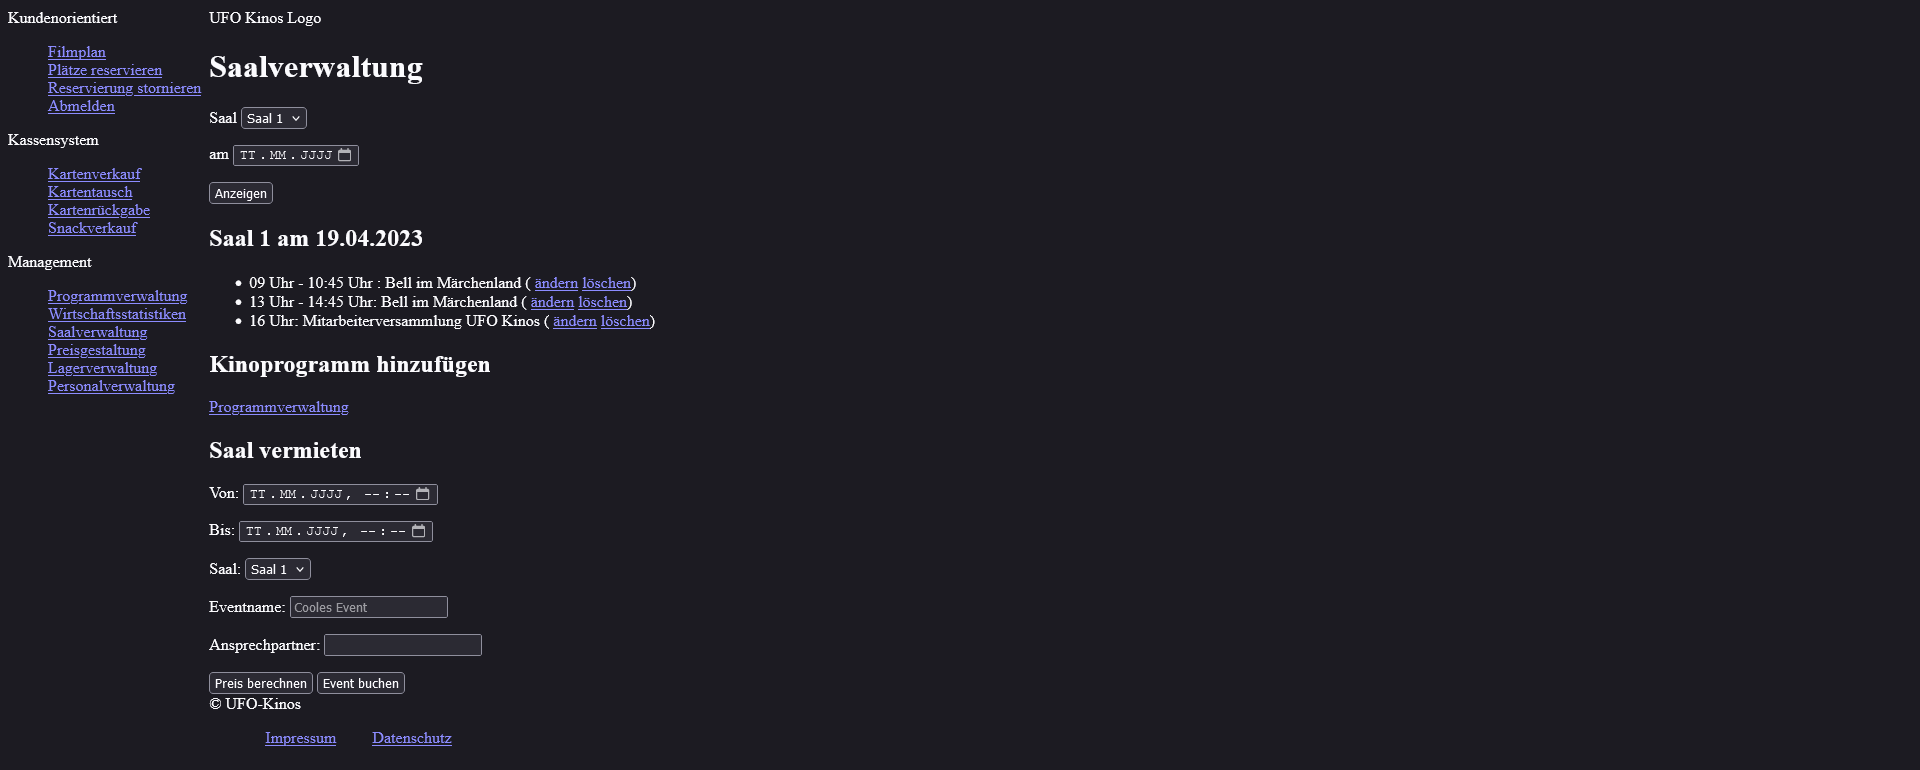 Kundenorientiert
Filmplan
Plätze reservieren
Reservierung stornieren
Abmelden
Kassensystem
Kartenverkauf
Kartentausch
Kartenrückgabe
Snackverkauf
Management
Programmverwaltung
Wirtschaftsstatistiken
Saalverwaltung
Preisgestaltung
Lagerverwaltung
Personalverwaltung
UFO Kinos Logo
Saalverwaltung
Saal Saal 1
am TT.MM.JJJJ
Anzeigen
Saal 1 am 19.04.2023
• 09 Uhr - 10:45 Uhr : Bell im Märchenland ( ändern löschen)
• 13 Uhr - 14:45 Uhr: Bell im Märchenland ( ändern löschen)
• 16 Uhr: Mitarbeiterversammlung UFO Kinos ( ändern löschen)
Kinoprogramm hinzufügen
Programmverwaltung
Saal vermieten
Von: TT.MM.JJJJ, --:--
Bis: TT.MM.JJJJ, --:--
Saal: Saal 1
Eventname: Cooles Event
Ansprechpartner:
Preis berechnen Event buchen
© UFO-Kinos
Impressum Datenschutz